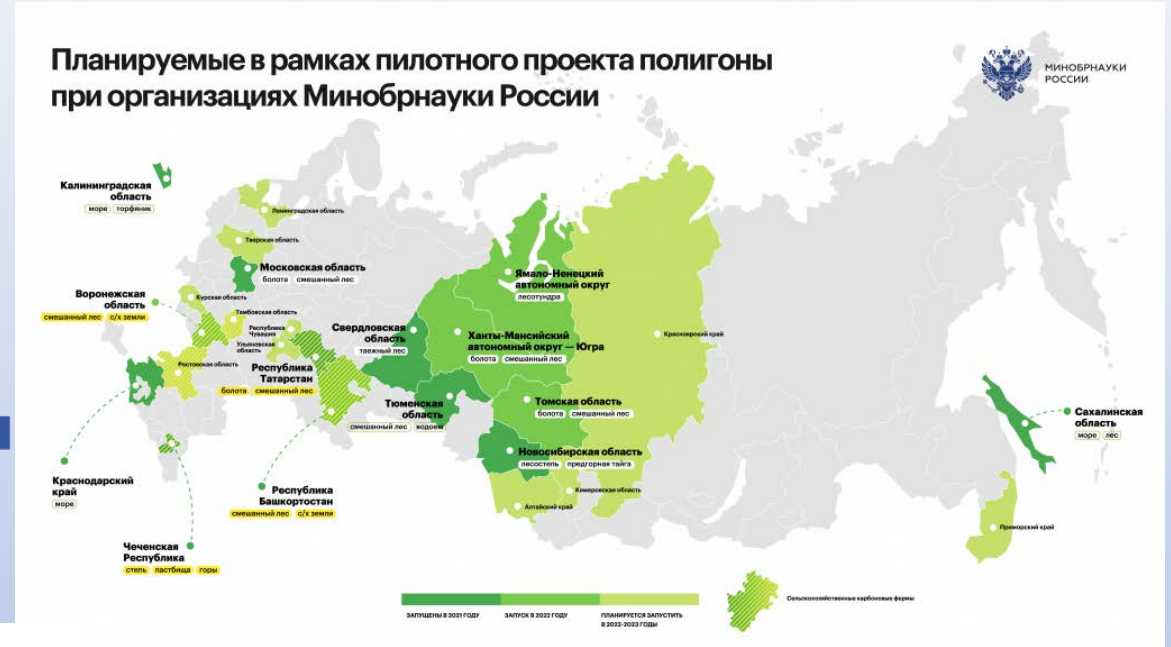 Планируемые в рамках пилотного проекта полигоны
при организациях Минобрнауки России
МИНОБРНАУКИ
РОССИИ
Калининградская
область
море торфяник
Ленинградская область
Тверская область
Московская область
болота смешанный лес
Воронежская
область
смешанный лес с/х земли
Курская область
Тамбовская область
Республика
Чувашия
Ульяновская
область
Ростовская область
Республика
Татарстан
болота смешанный лес
Свердловская
область
таежный лес
Ямало-Ненецкий
автономный округ
лесотундра
Ханты-Мансийский
автономный округ — Югра
болота смешанный лес
Красноярский край
Тюменская
область
смешанный лес водоем
Томская область
болота смешанный лес
Новосибирская область
лесостепь предгорная тайга
Кемеровская область
Алтайский край
Сахалинская
область
море лес
Приморский край
Краснодарский
край
море
Республика
Башкортостан
смешанный лес с/х земли
Чеченская
Республика
степь пастбища горы
ЗАПУЩЕНЫ В 2021 ГОДУ
ЗАПУСК В 2022 ГОДУ
ПЛАНИРУЕТСЯ ЗАПУСТИТЬ
В 2022-2023 ГОДЫ
Сельскохозяйственные карбоновые фермы